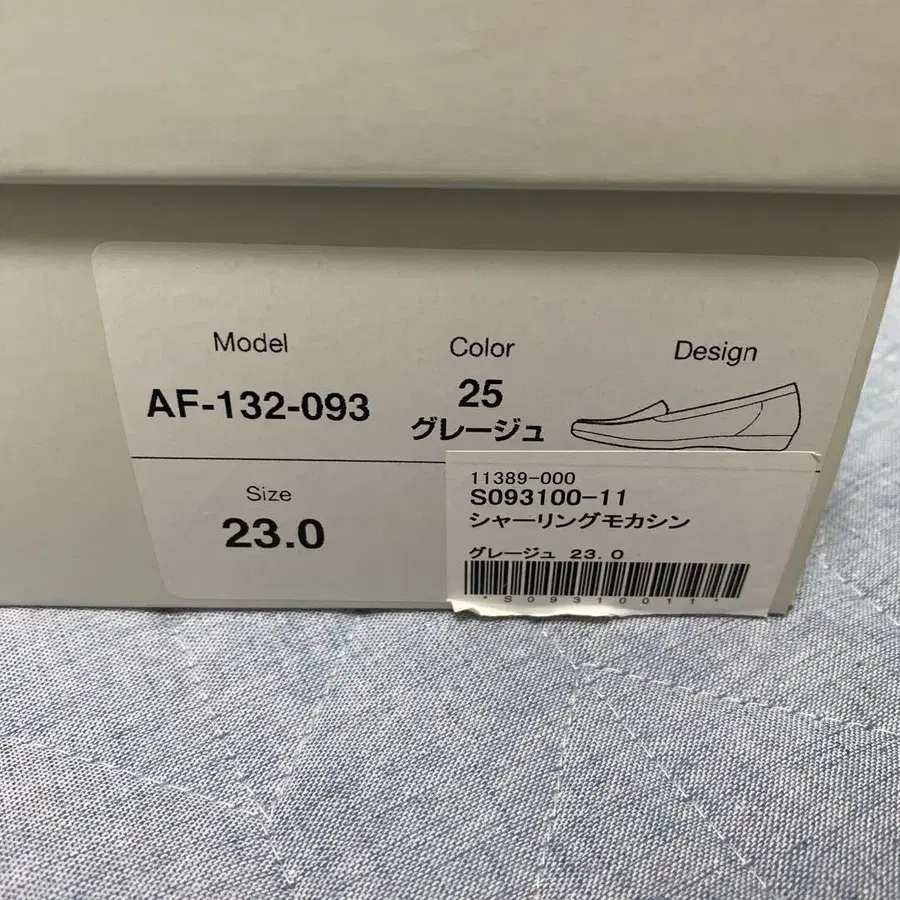 Model
AF-132-093
Color
25
グレージュ
Design
Size
23.0
11389-000
S093100-11
シャーリングモカシン
グレージュ 23.0
*S09310011*